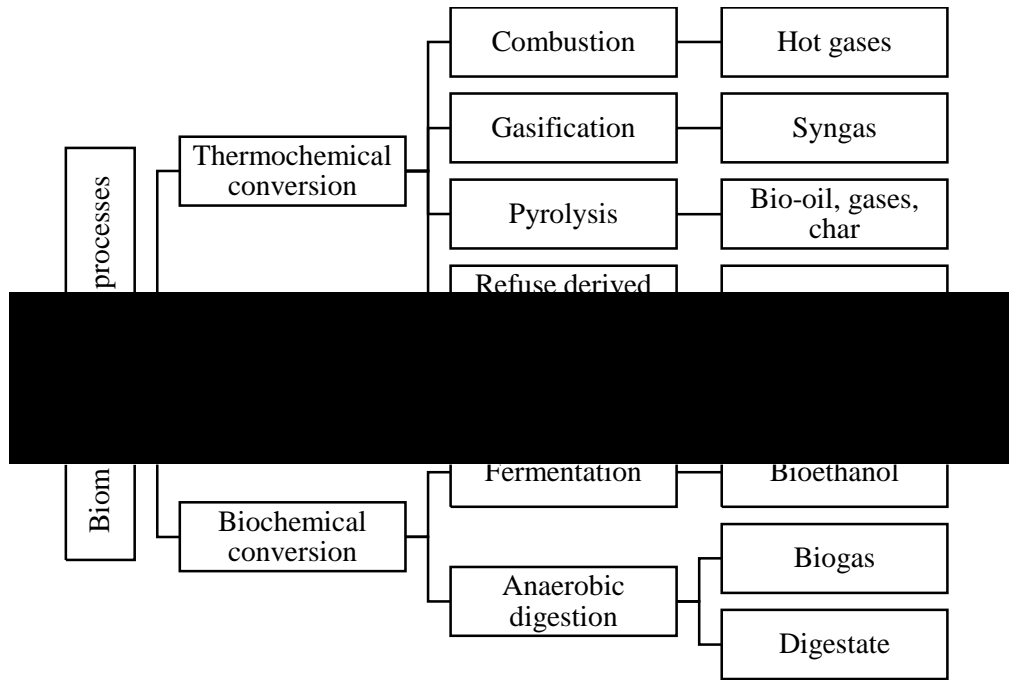 Combustion
Hot gases
Gasification
Syngas
Thermochemical
conversion
Pyrolysis
Bio-oil, gases,
char
processes
Refuse derived
Fermentation
Bioethanol
Biochemical
conversion
Anaerobic
digestion
Biogas
Digestate